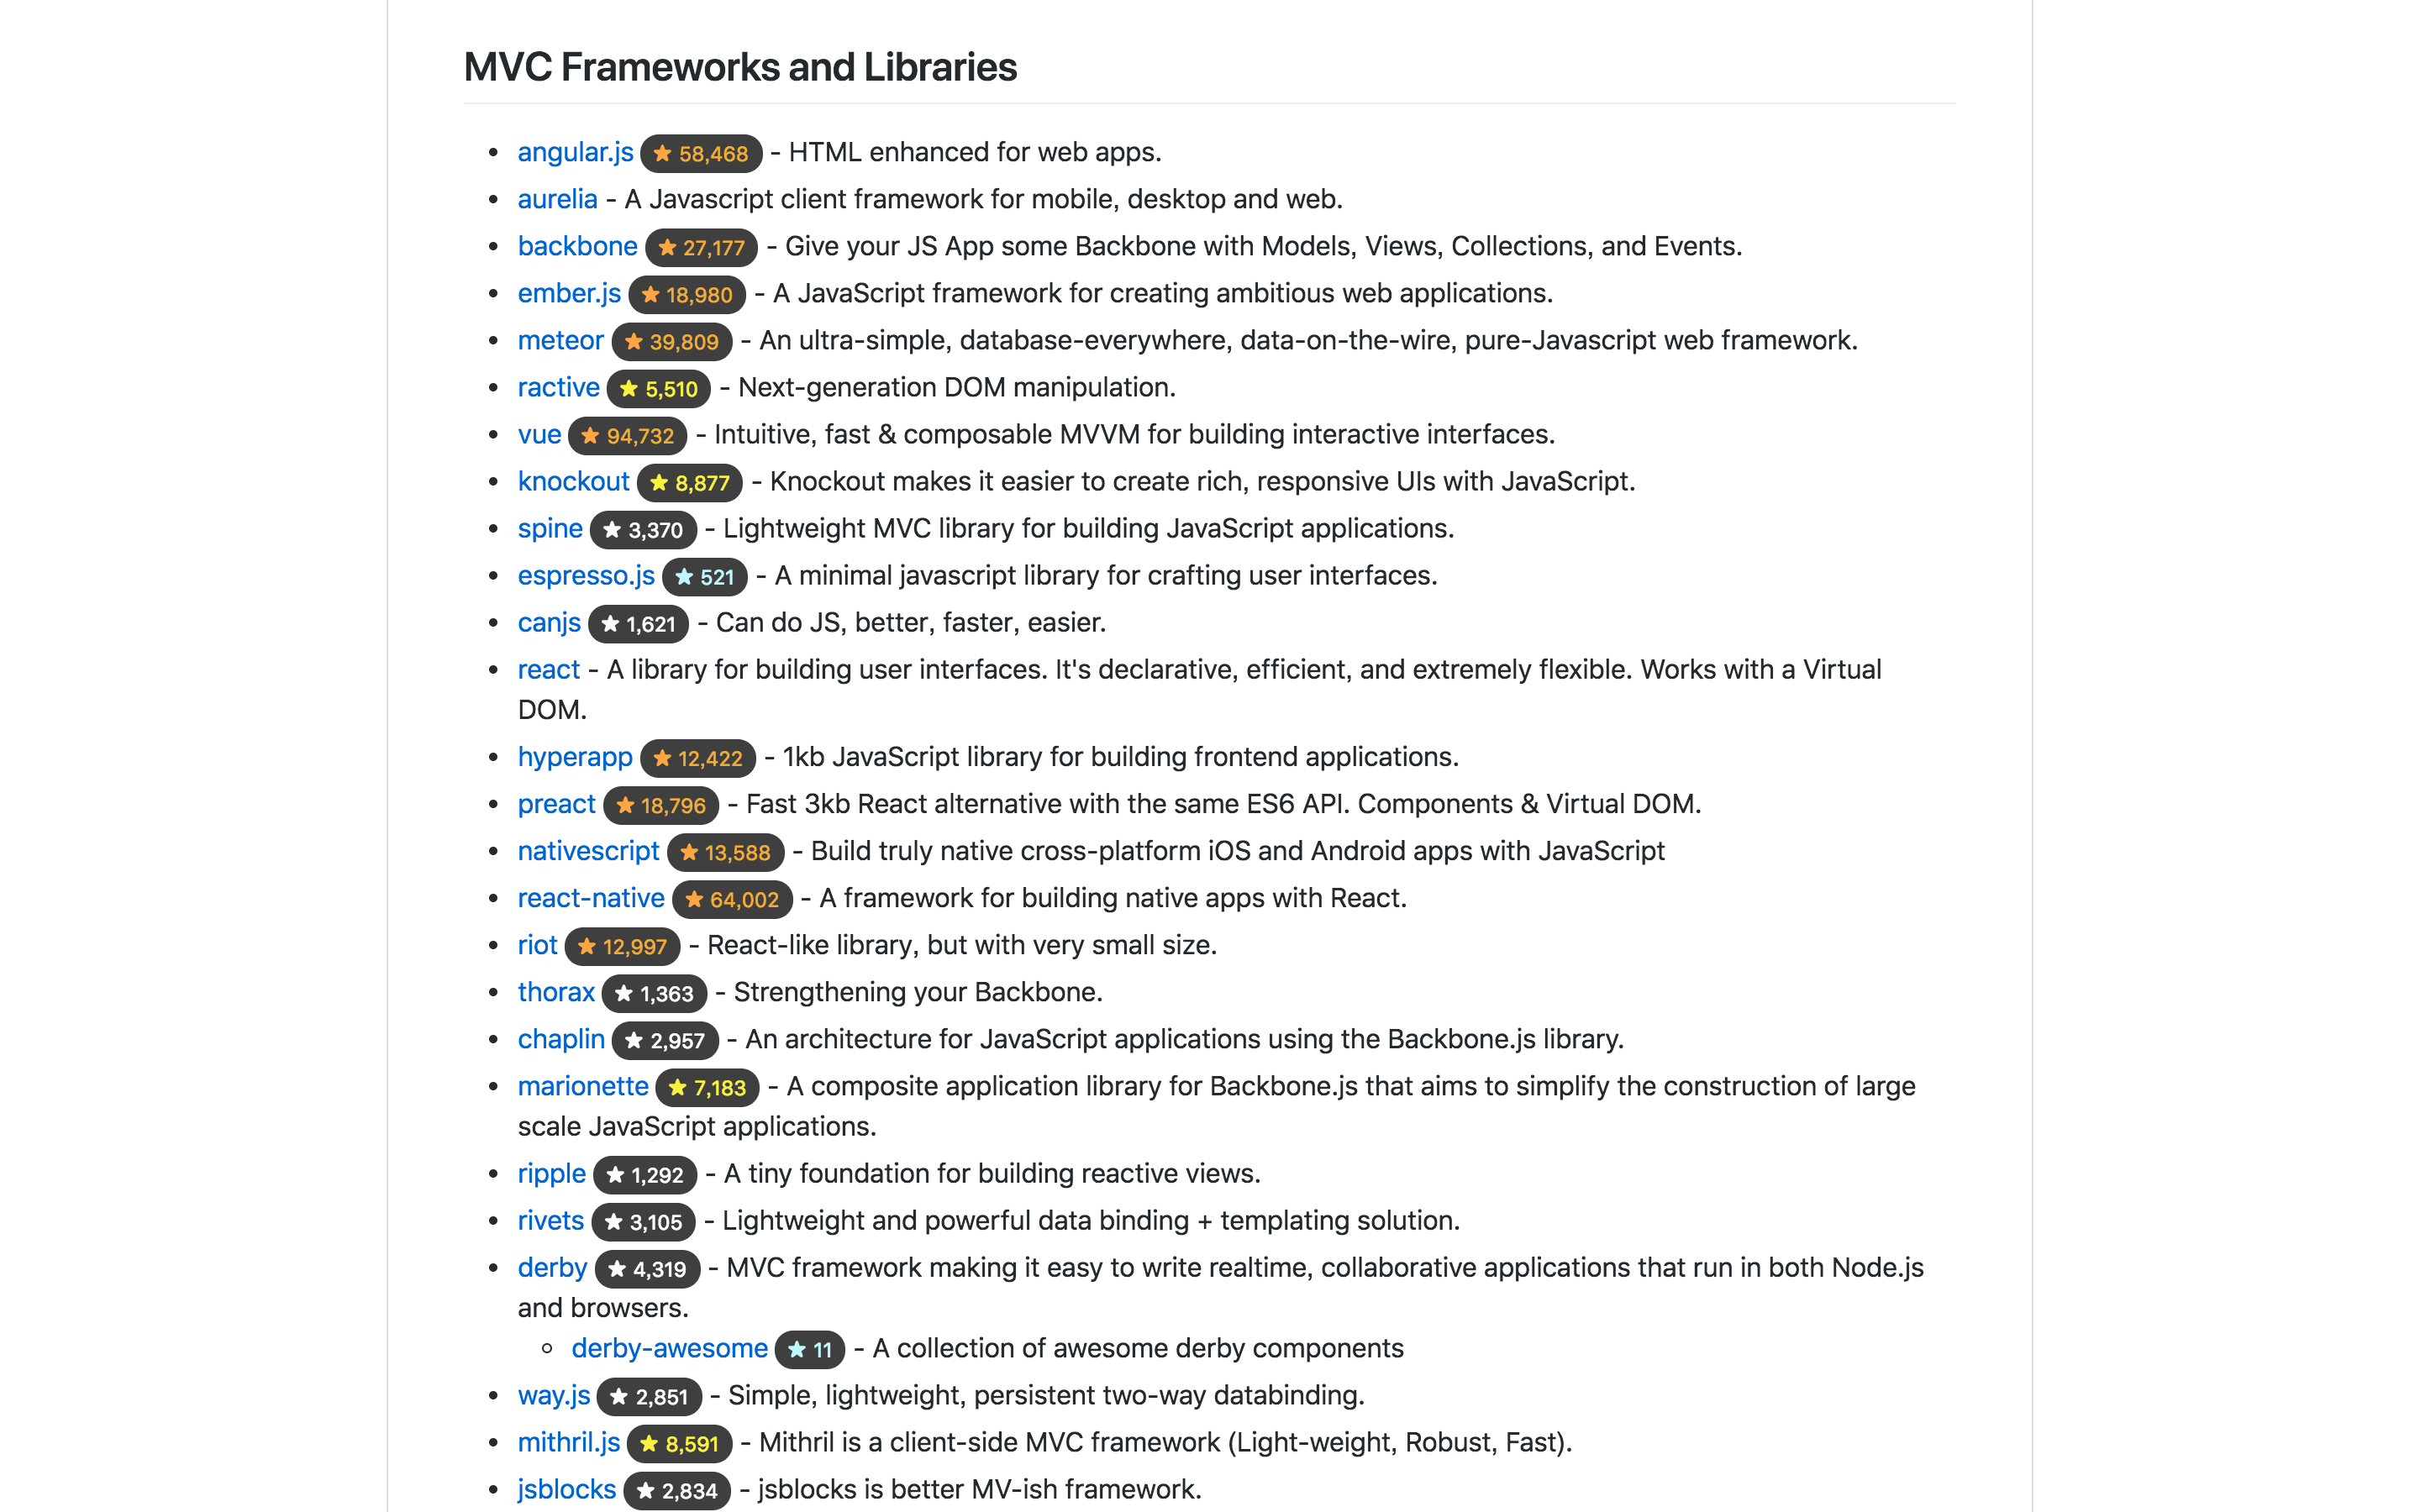 MVC Frameworks and Libraries
• angular.js ★ 58,468 - HTML enhanced for web apps.
• aurelia - A Javascript client framework for mobile, desktop and web.
• backbone ★ 27,177 - Give your JS App some Backbone with Models, Views, Collections, and Events.
• ember.js ★ 18,980 - A JavaScript framework for creating ambitious web applications.
• meteor ★ 39,809 - An ultra-simple, database-everywhere, data-on-the-wire, pure-Javascript web framework.
• ractive ★ 5,510 - Next-generation DOM manipulation.
• vue ★ 94,732 - Intuitive, fast & composable MVVM for building interactive interfaces.
• knockout ★ 8,877 - Knockout makes it easier to create rich, responsive UIs with JavaScript.
• spine ★ 3,370 - Lightweight MVC library for building JavaScript applications.
• espresso.js ★ 521 - A minimal javascript library for crafting user interfaces.
• canjs ★ 1,621 - Can do JS, better, faster, easier.
• react - A library for building user interfaces. It's declarative, efficient, and extremely flexible. Works with a Virtual
DOM.
• hyperapp ★ 12,422 - 1kb JavaScript library for building frontend applications.
• preact ★ 18,796 - Fast 3kb React alternative with the same ES6 API. Components & Virtual DOM.
• nativescript ★ 13,588 - Build truly native cross-platform iOS and Android apps with JavaScript
• react-native ★ 64,002 - A framework for building native apps with React.
• riot ★ 12,997 - React-like library, but with very small size.
• thorax ★ 1,363 - Strengthening your Backbone.
• chaplin ★ 2,957 - An architecture for JavaScript applications using the Backbone.js library.
• marionette ★ 7,183 - A composite application library for Backbone.js that aims to simplify the construction of large
scale JavaScript applications.
• ripple ★ 1,292 - A tiny foundation for building reactive views.
• rivets ★ 3,105 - Lightweight and powerful data binding + templating solution.
• derby ★ 4,319 - MVC framework making it easy to write realtime, collaborative applications that run in both Node.js
and browsers.
◦ derby-awesome ★ 11 - A collection of awesome derby components
• way.js ★ 2,851 - Simple, lightweight, persistent two-way databinding.
• mithril.js ★ 8,591 - Mithril is a client-side MVC framework (Light-weight, Robust, Fast).
• jsblocks ★ 2,834 - jsblocks is better MV-ish framework.